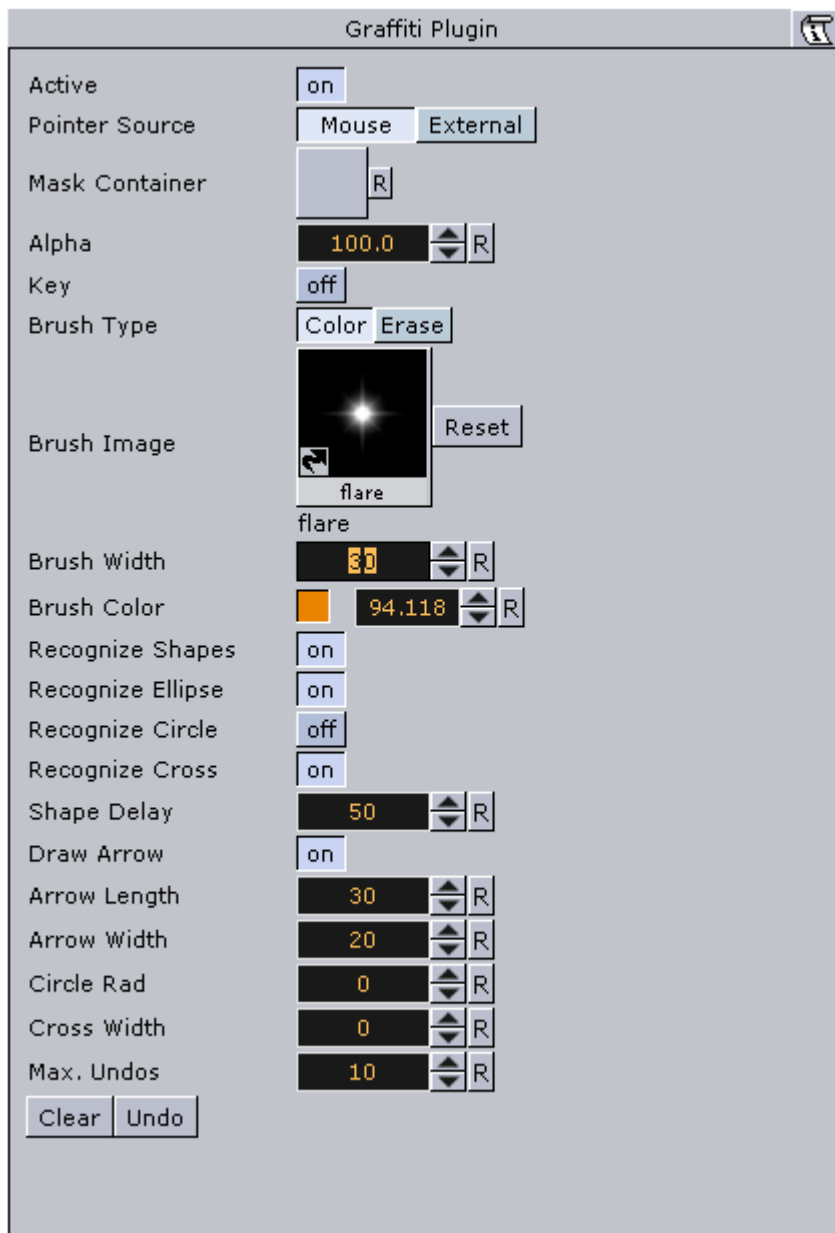 Graffiti Plugin
Active on
Pointer Source Mouse External
Mask Container R
Alpha 100.0 R
Key off
Brush Type Color Erase
Brush Image flare Reset
flare
Brush Width 30 R
Brush Color 94.118 R
Recognize Shapes on
Recognize Ellipse on
Recognize Circle off
Recognize Cross on
Shape Delay 50 R
Draw Arrow on
Arrow Length 30 R
Arrow Width 20 R
Circle Rad 0 R
Cross Width 0 R
Max. Undos 10 R
Clear Undo